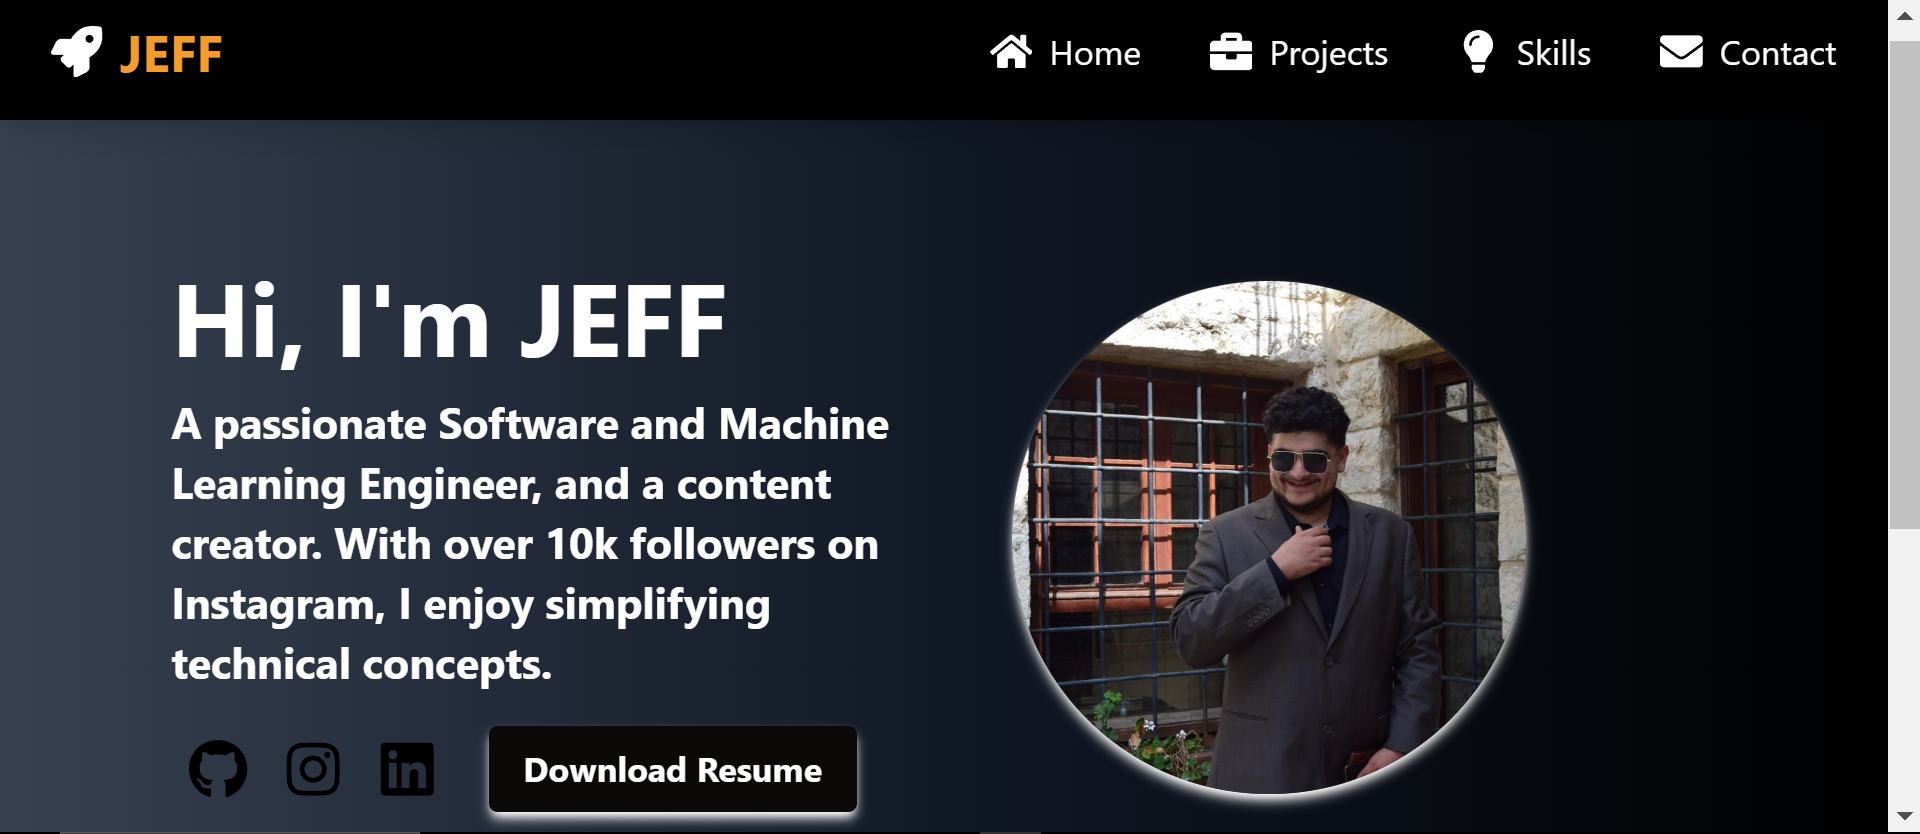 JEFF
Home
Projects
Skills
Contact
Hi, I'm JEFF
A passionate Software and Machine
Learning Engineer, and a content
creator. With over 10k followers on
Instagram, I enjoy simplifying
technical concepts.
in
Download Resume